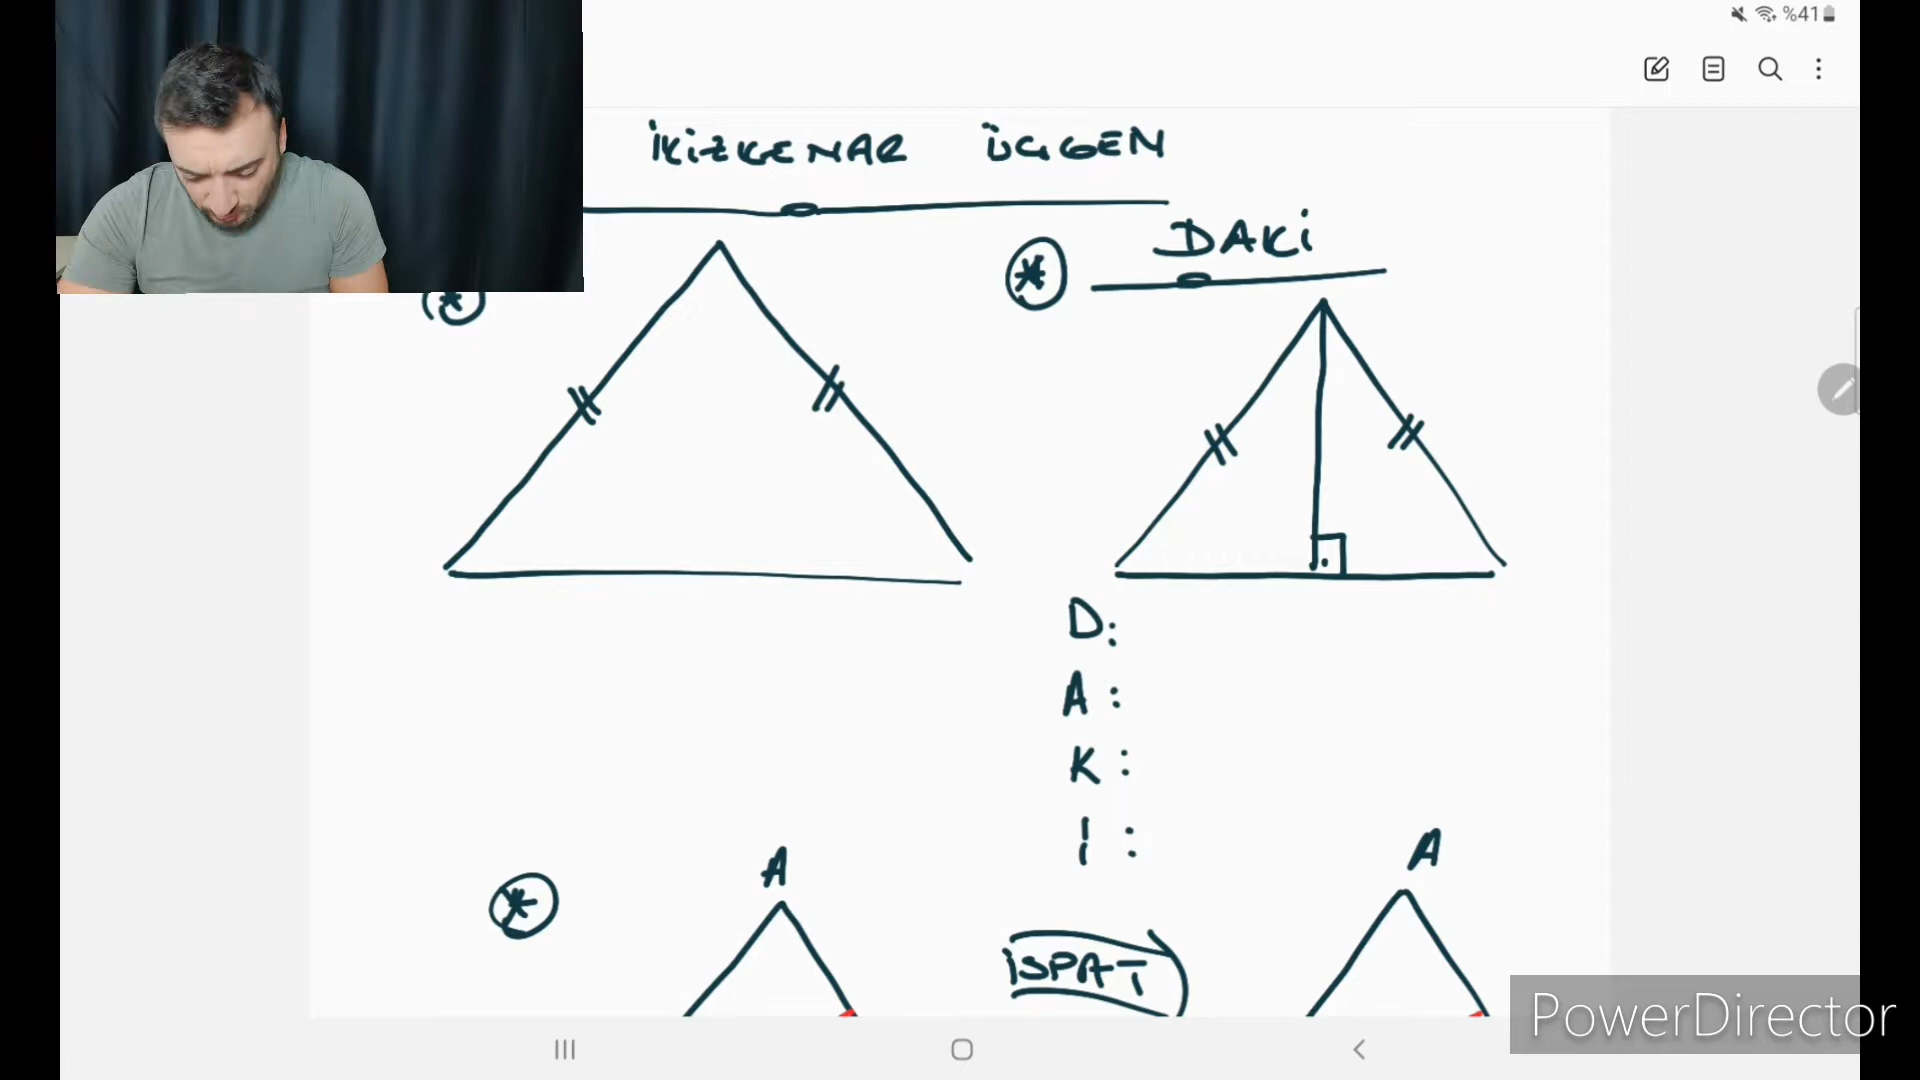 %41
İKİZKENAR ÜÇGEN
DAKİ
D:
A:
K:
İ:
A
A
İSPAT
PowerDirector